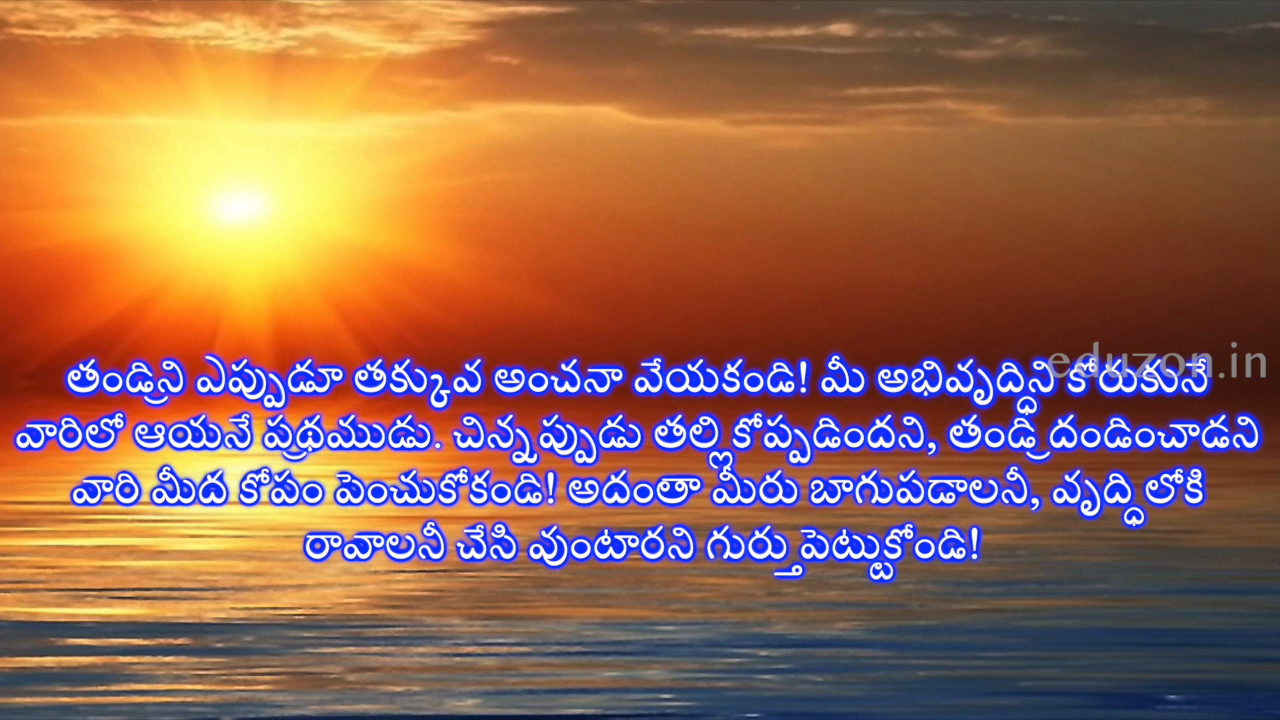 eduzon.in
తండ్రిని ఎప్పుడూ తక్కువ అంచనా వేయకండి! మీ అభివృద్ధిని కోరుకునే
వారిలో ఆయనే ప్రథముడు. చిన్నప్పుడు తల్లి కోప్పడిందని, తండ్రి దండించాడని
వారి మీద కోపం పెంచుకోకండి! అదంతా మీరు బాగుపడాలనీ, వృద్ధి లోకి
రావాలనీ చేసి వుంటారని గుర్తుపెట్టుకోండి!